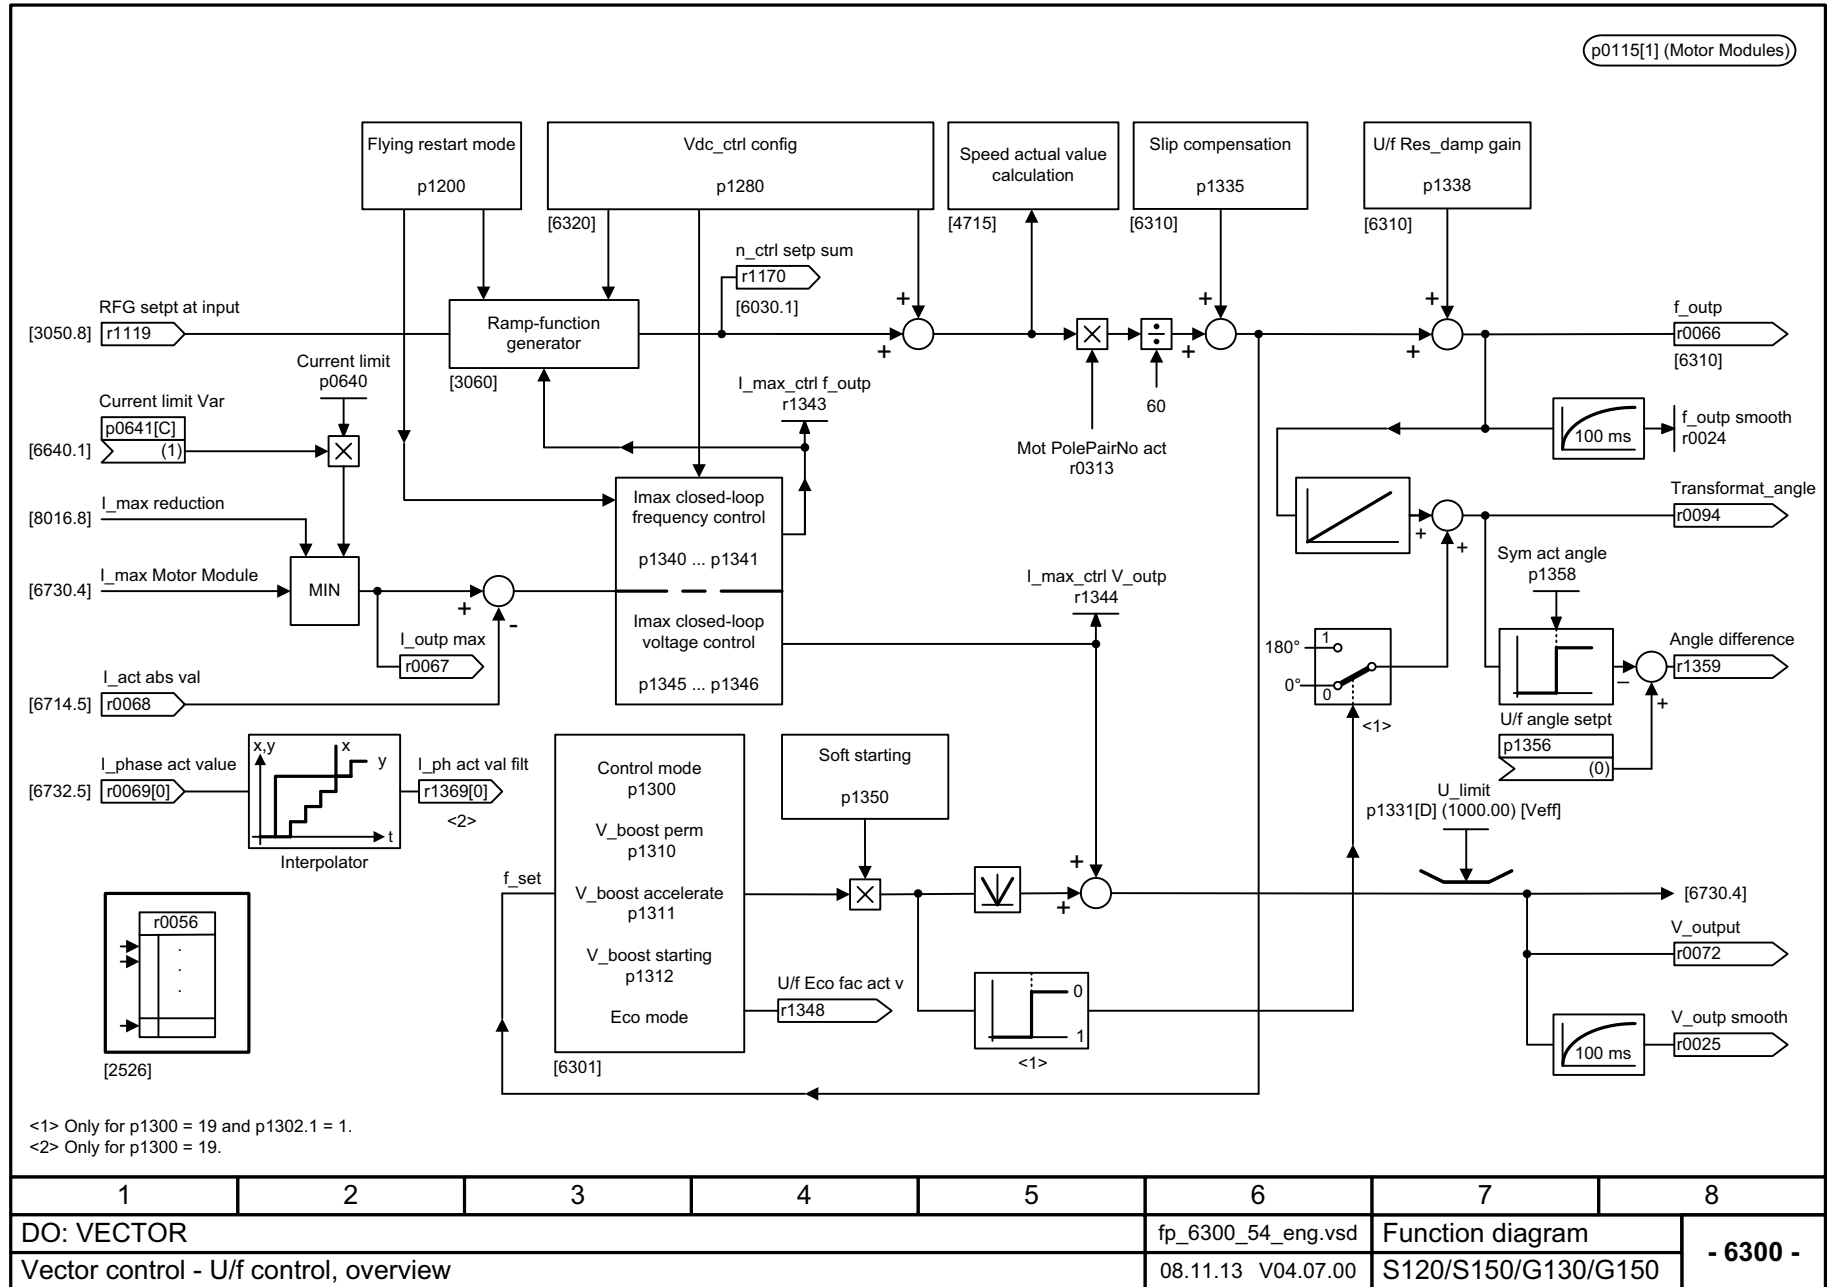 p0115[1] (Motor Modules)
Flying restart mode
p1200
Vdc_ctrl config
p1280
[6320]
Speed actual value
calculation
[4715]
Slip compensation
p1335
[6310]
U/f Res_damp gain
p1338
[6310]
n_ctrl setp sum
r1170
[6030.1]
RFG setpt at input
[3050.8]
r1119
Ramp-function
generator
[3060]
+
+
×
÷
60
Mot PolePairNo act
r0313
+
+
+
+
f_outp
r0066
[6310]
Current limit
p0640
Current limit Var
p0641[C]
(1)
[6640.1]
×
I_max_ctrl f_outp
r1343
100 ms
f_outp smooth
r0024
I_max reduction
[8016.8]
I_max Motor Module
[6730.4]
MIN
+
-
I_outp max
r0067
Imax closed-loop
frequency control
p1340 ... p1341
Imax closed-loop
voltage control
p1345 ... p1346
I_max_ctrl V_outp
r1344
+
+
Transformat_angle
r0094
Sym act angle
p1358
180°
1
0°
0
<1>
Angle difference
r1359
–
+
U/f angle setpt
p1356
(0)
I_act abs val
[6714.5]
r0068
I_phase act value
[6732.5]
r0069[0]
x,y
x
y
t
Interpolator
I_ph act val filt
r1369[0]
<2>
Control mode
p1300
V_boost perm
p1310
V_boost accelerate
p1311
V_boost starting
p1312
Eco mode
[6301]
f_set
Soft starting
p1350
×
+
+
U_limit
p1331[D] (1000.00) [Veff]
[6730.4]
V_output
r0072
V_outp smooth
r0025
100 ms
U/f Eco fac act v
r1348
0
1
<1>
r0056
.
.
.
[2526]
<1> Only for p1300 = 19 and p1302.1 = 1.
<2> Only for p1300 = 19.
1 2 3 4 5 6 7 8
DO: VECTOR
fp_6300_54_eng.vsd
Function diagram
- 6300 -
Vector control - U/f control, overview
08.11.13 V04.07.00
S120/S150/G130/G150